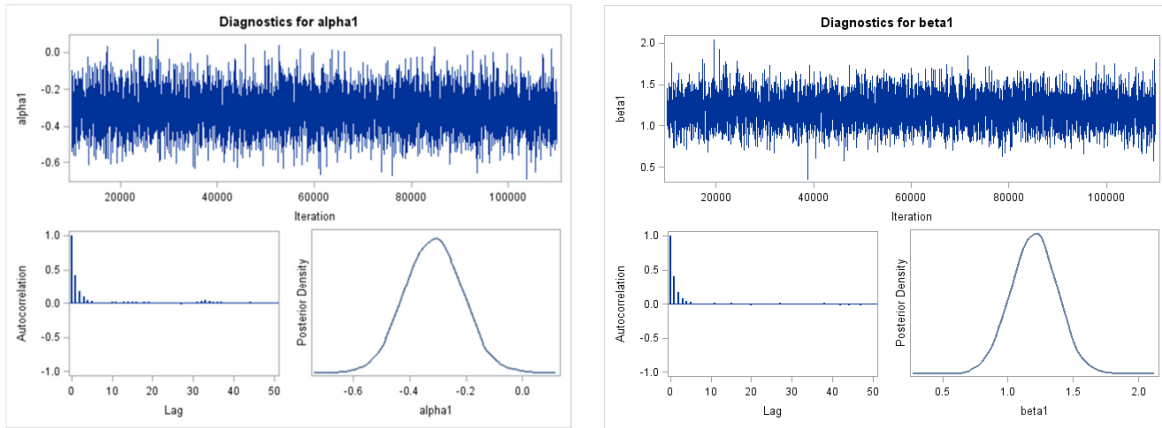 Diagnostics for alpha1
0.0
-0.2
-0.4
-0.6
alpha1
20000 40000 60000 80000 100000
Iteration
1.0
0.5
0.0
-0.5
-1.0
Autocorrelation
0 10 20 30 40 50
Lag
Posterior Density
-0.6 -0.4 -0.2 0.0
alpha1
Diagnostics for beta1
2.0
1.5
1.0
0.5
beta1
20000 40000 60000 80000 100000
Iteration
1.0
0.5
0.0
-0.5
-1.0
Autocorrelation
0 10 20 30 40 50
Lag
Posterior Density
0.5 1.0 1.5 2.0
beta1